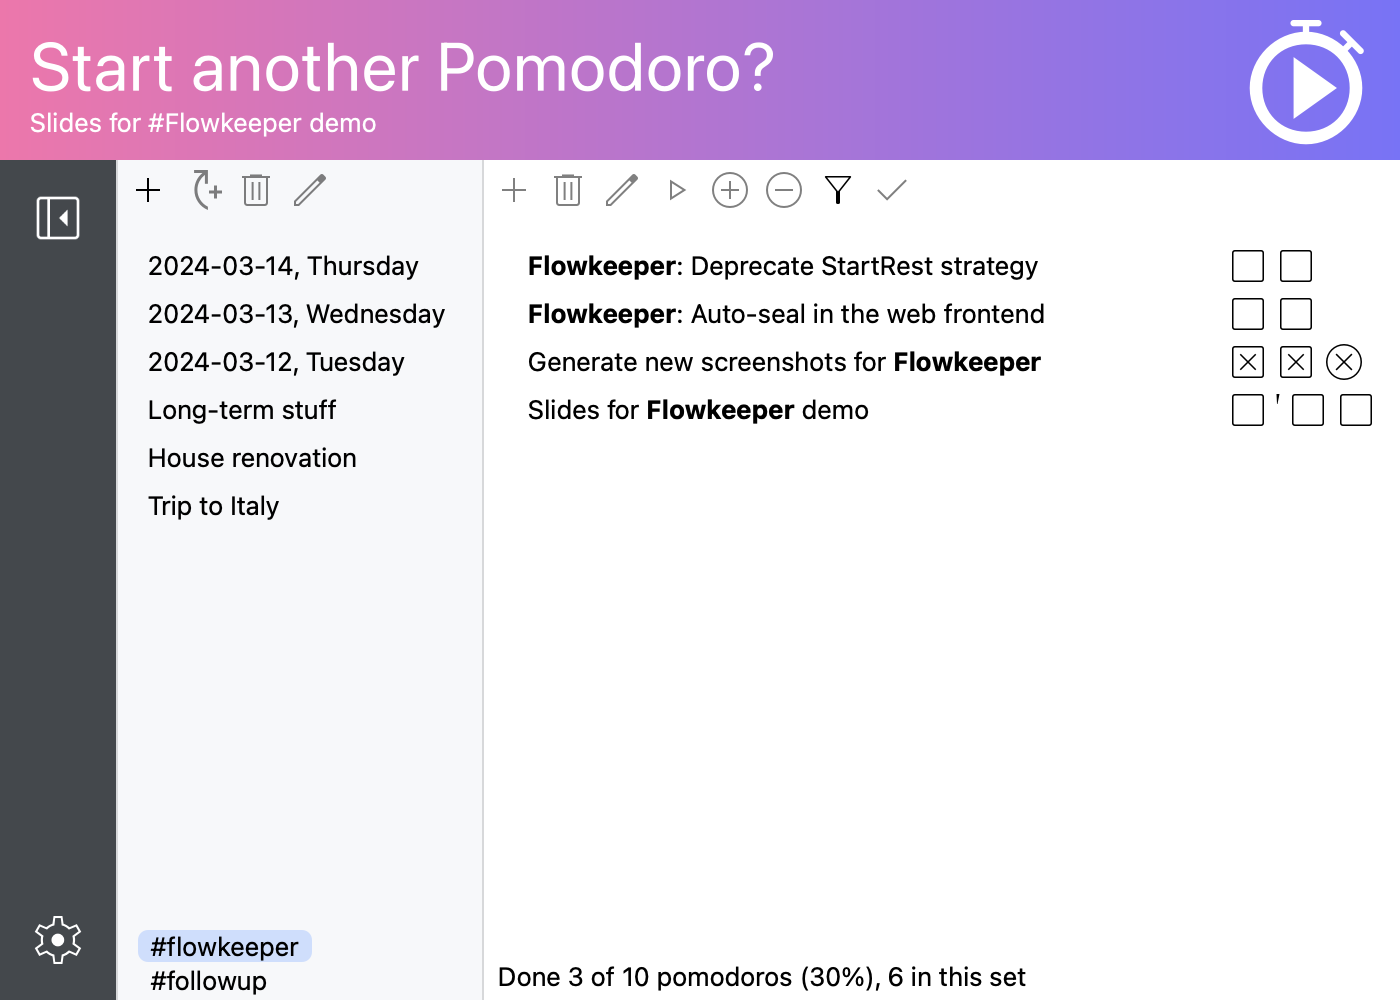 Start another Pomodoro?
Slides for #Flowkeeper demo
2024-03-14, Thursday
2024-03-13, Wednesday
2024-03-12, Tuesday
Long-term stuff
House renovation
Trip to Italy
#flowkeeper
#followup
Flowkeeper: Deprecate StartRest strategy
Flowkeeper: Auto-seal in the web frontend
Generate new screenshots for Flowkeeper
Slides for Flowkeeper demo
Done 3 of 10 pomodoros (30%), 6 in this set